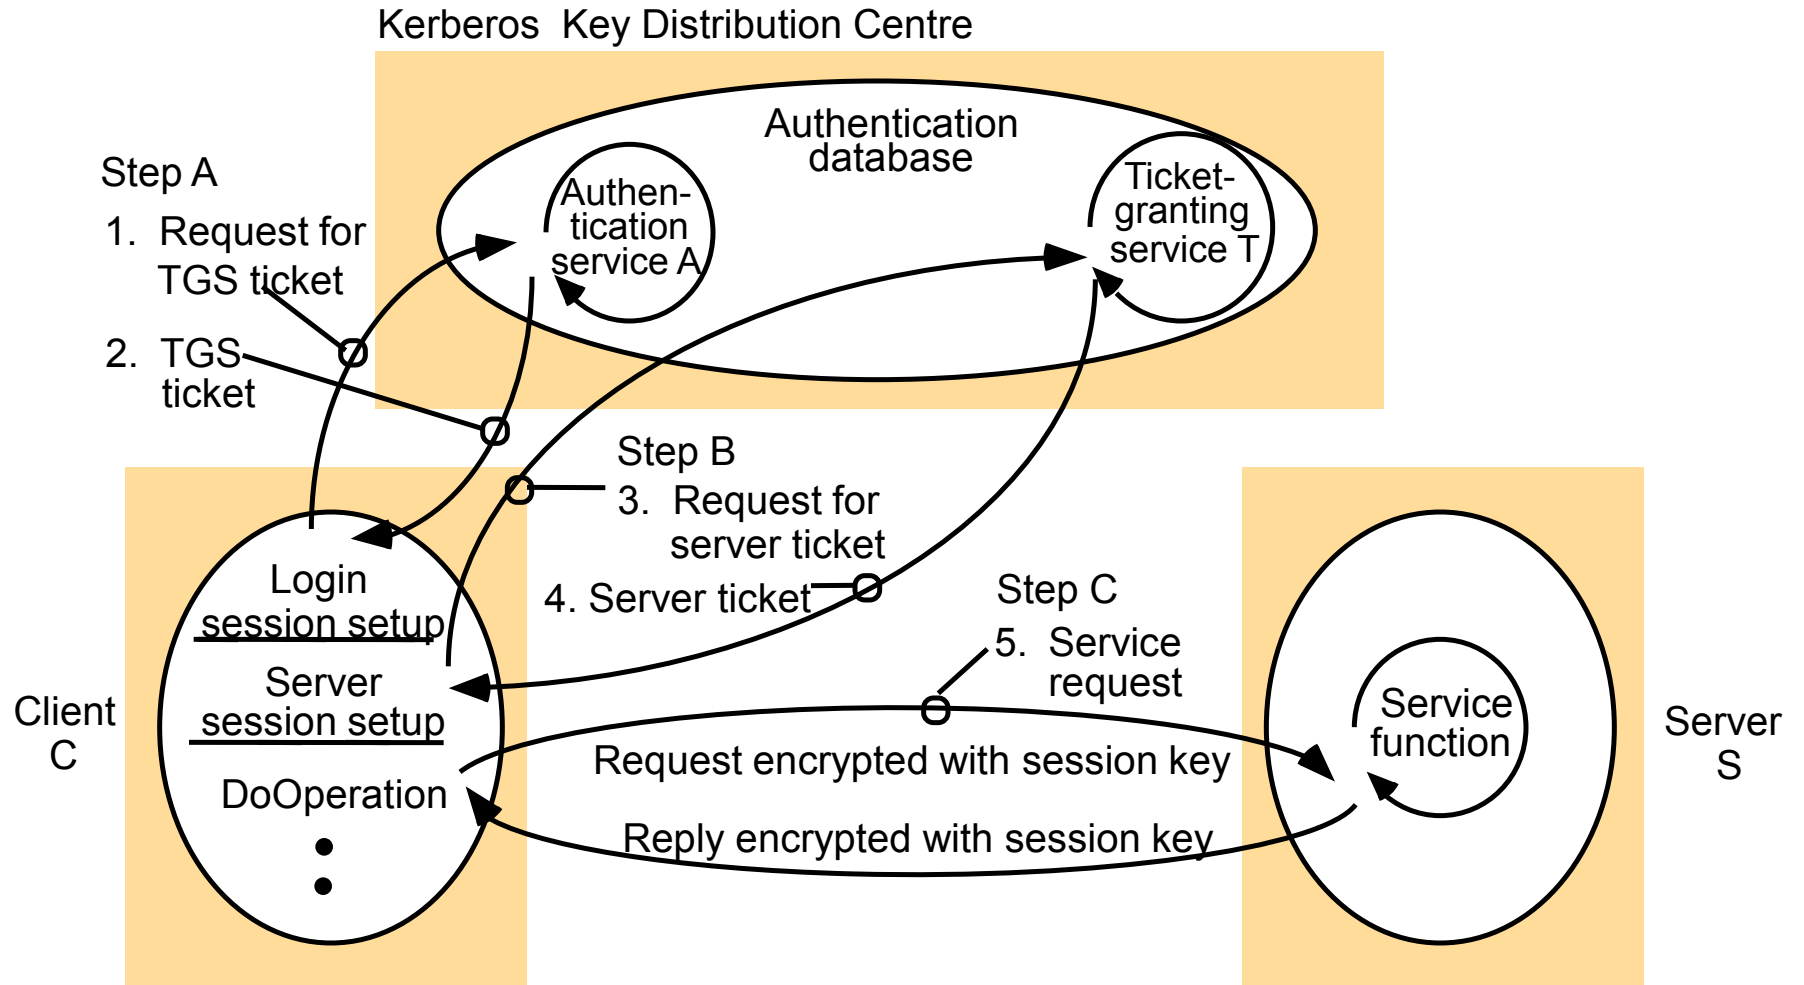 Kerberos Key Distribution Centre
Authentication
database
Authen-
tication
service A
Ticket-
granting
service T
Step A
1. Request for
TGS ticket
2. TGS
ticket
Step B
3. Request for
server ticket
4. Server ticket
Step C
5. Service
request
Login
session setup
Server
session setup
DoOperation
Client
C
Request encrypted with session key
Reply encrypted with session key
Service
function
Server
S